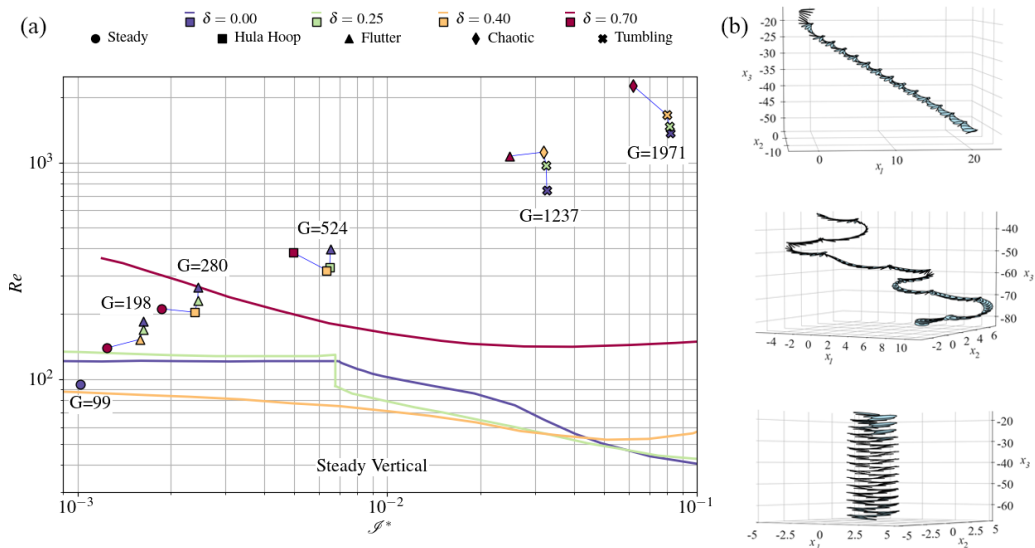 (a)
δ = 0.00 δ = 0.25 δ = 0.40 δ = 0.70
Steady Hula Hoop Flutter Chaotic Tumbling
10³
10²
Re
G=1971
G=1237
G=524
G=280
G=198
G=99
Steady Vertical
10⁻³ 10⁻² 10⁻¹
ℐ*
(b)
-20
-25
-30
-35
-40
-45
-50
x₃
0
-10
x₂
0 10 20
x₁
-40
-50
-60
-70
-80
x₃
-4 -2 0 2 4 6 8 10
x₁
-2 0 2 4 6
x₂
-20
-30
-40
-50
-60
x₃
-5 -2.5 0 2.5 5
x₁
-5 -2.5 0 2.5 5
x₂